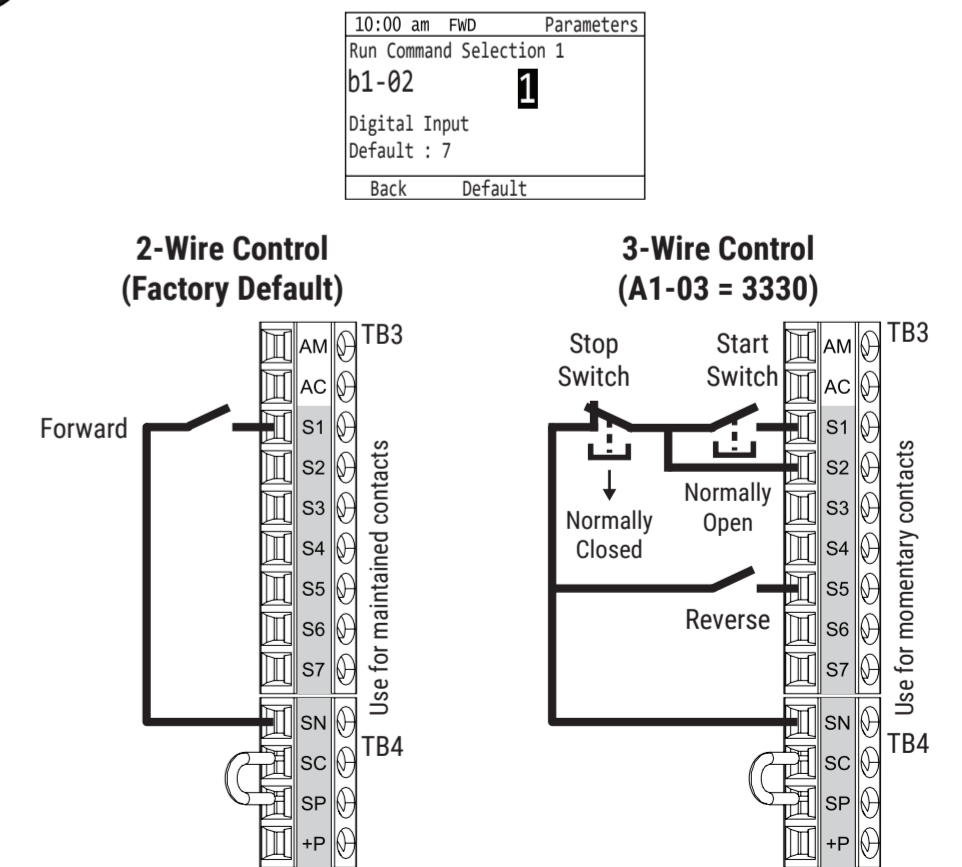 10:00 am FWD Parameters
Run Command Selection 1
b1-02 1
Digital Input
Default : 7
Back Default
2-Wire Control
(Factory Default)
Forward
TB3
AM
AC
S1
S2
S3
S4
S5
S6
S7
Use for maintained contacts
SN
TB4
SC
SP
+P
3-Wire Control
(A1-03 = 3330)
Stop
Switch
Start
Switch
Normally
Closed
Normally
Open
Reverse
TB3
AM
AC
S1
S2
S3
S4
S5
S6
S7
Use for momentary contacts
SN
TB4
SC
SP
+P